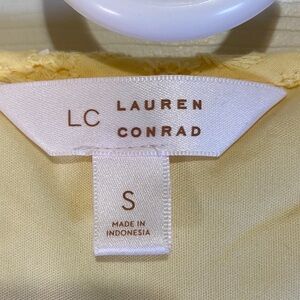 LC LAUREN
CONRAD
S
MADE IN
INDONESIA